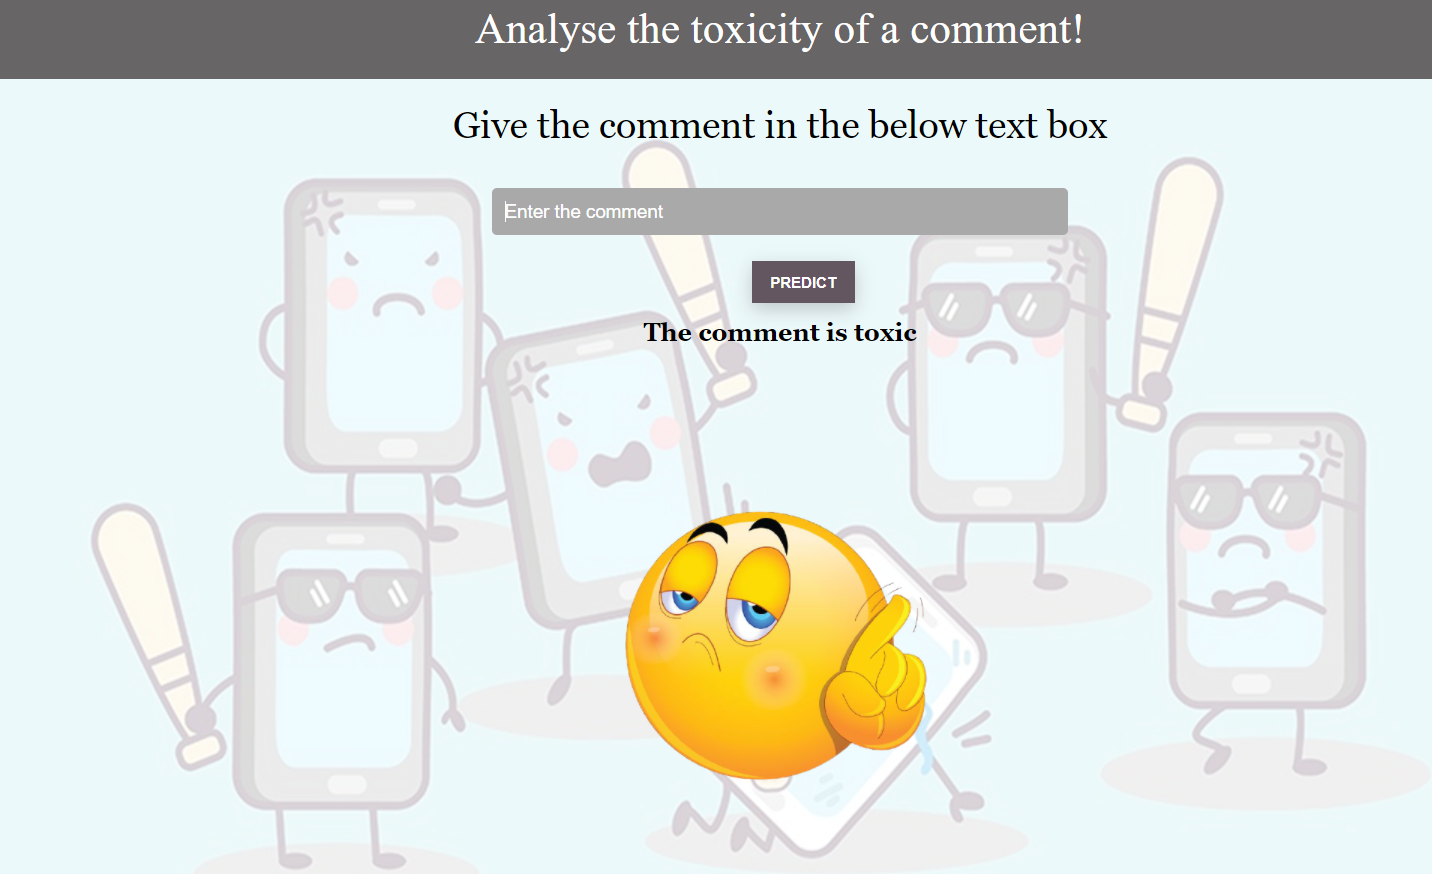 Analyse the toxicity of a comment!
Give the comment in the below text box
Enter the comment
PREDICT
The comment is toxic